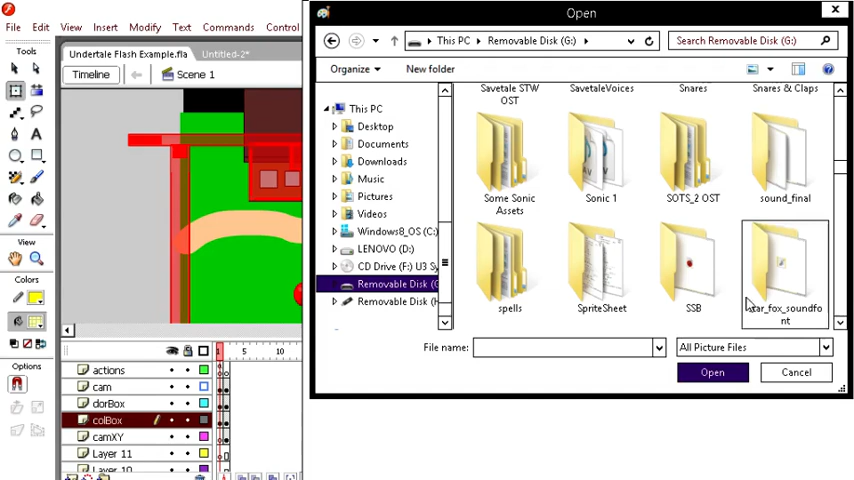 File Edit View Insert Modify Text Commands Control
Undertale Flash Example.fla Untitled-2*
Timeline Scene 1
Tools
A
View
Colors
Options
1 5 10
actions
cam
dorBox
colBox
camXY
Layer 11
Layer 10
Open
This PC Removable Disk (G:) Search Removable Disk (G:)
Organize New folder
This PC
Desktop
Documents
Downloads
Music
Pictures
Videos
Windows8_OS (C:)
LENOVO (D:)
CD Drive (F:) U3 Sy
Removable Disk (G
Removable Disk (H
Savetale STW OST SavetaleVoices Snares Snares & Claps
Some Sonic Assets Sonic 1 SOTS_2 OST sound_final
spells SpriteSheet SSB star_fox_soundfont
File name: All Picture Files
Open Cancel